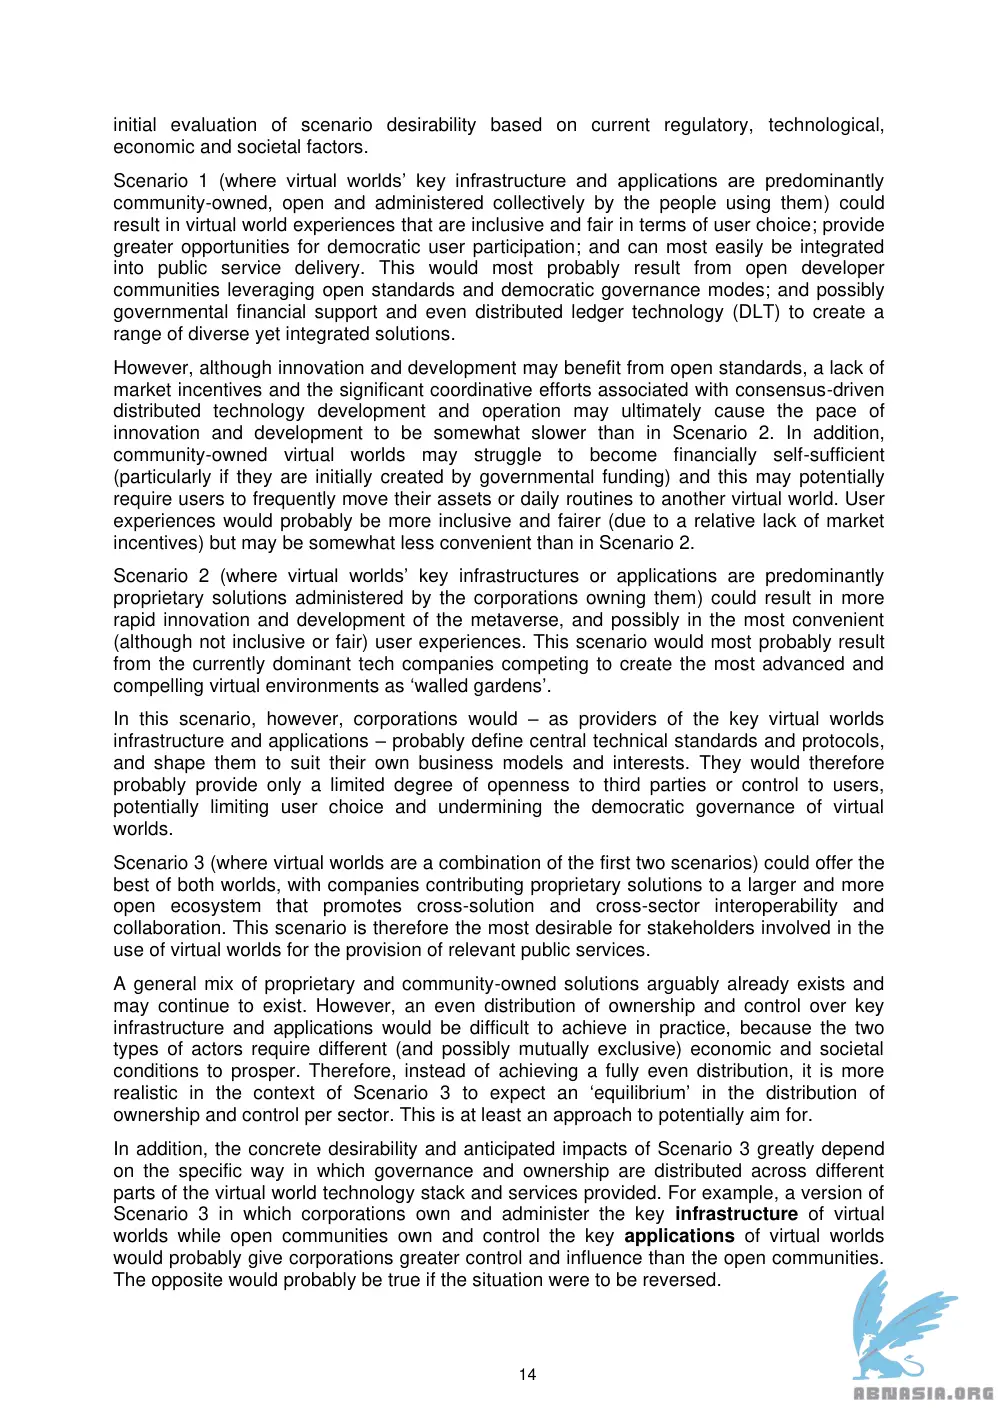 initial evaluation of scenario desirability based on current regulatory, technological,
economic and societal factors.
Scenario 1 (where virtual worlds’ key infrastructure and applications are predominantly
community-owned, open and administered collectively by the people using them) could
result in virtual world experiences that are inclusive and fair in terms of user choice; provide
greater opportunities for democratic user participation; and can most easily be integrated
into public service delivery. This would most probably result from open developer
communities leveraging open standards and democratic governance modes; and possibly
governmental financial support and even distributed ledger technology (DLT) to create a
range of diverse yet integrated solutions.
However, although innovation and development may benefit from open standards, a lack of
market incentives and the significant coordinative efforts associated with consensus-driven
distributed technology development and operation may ultimately cause the pace of
innovation and development to be somewhat slower than in Scenario 2. In addition,
community-owned virtual worlds may struggle to become financially self-sufficient
(particularly if they are initially created by governmental funding) and this may potentially
require users to frequently move their assets or daily routines to another virtual world. User
experiences would probably be more inclusive and fairer (due to a relative lack of market
incentives) but may be somewhat less convenient than in Scenario 2.
Scenario 2 (where virtual worlds’ key infrastructures or applications are predominantly
proprietary solutions administered by the corporations owning them) could result in more
rapid innovation and development of the metaverse, and possibly in the most convenient
(although not inclusive or fair) user experiences. This scenario would most probably result
from the currently dominant tech companies competing to create the most advanced and
compelling virtual environments as ‘walled gardens’.
In this scenario, however, corporations would – as providers of the key virtual worlds
infrastructure and applications – probably define central technical standards and protocols,
and shape them to suit their own business models and interests. They would therefore
probably provide only a limited degree of openness to third parties or control to users,
potentially limiting user choice and undermining the democratic governance of virtual
worlds.
Scenario 3 (where virtual worlds are a combination of the first two scenarios) could offer the
best of both worlds, with companies contributing proprietary solutions to a larger and more
open ecosystem that promotes cross-solution and cross-sector interoperability and
collaboration. This scenario is therefore the most desirable for stakeholders involved in the
use of virtual worlds for the provision of relevant public services.
A general mix of proprietary and community-owned solutions arguably already exists and
may continue to exist. However, an even distribution of ownership and control over key
infrastructure and applications would be difficult to achieve in practice, because the two
types of actors require different (and possibly mutually exclusive) economic and societal
conditions to prosper. Therefore, instead of achieving a fully even distribution, it is more
realistic in the context of Scenario 3 to expect an ‘equilibrium’ in the distribution of
ownership and control per sector. This is at least an approach to potentially aim for.
In addition, the concrete desirability and anticipated impacts of Scenario 3 greatly depend
on the specific way in which governance and ownership are distributed across different
parts of the virtual world technology stack and services provided. For example, a version of
Scenario 3 in which corporations own and administer the key infrastructure of virtual
worlds while open communities own and control the key applications of virtual worlds
would probably give corporations greater control and influence than the open communities.
The opposite would probably be true if the situation were to be reversed.
14
ABNASIA.ORG